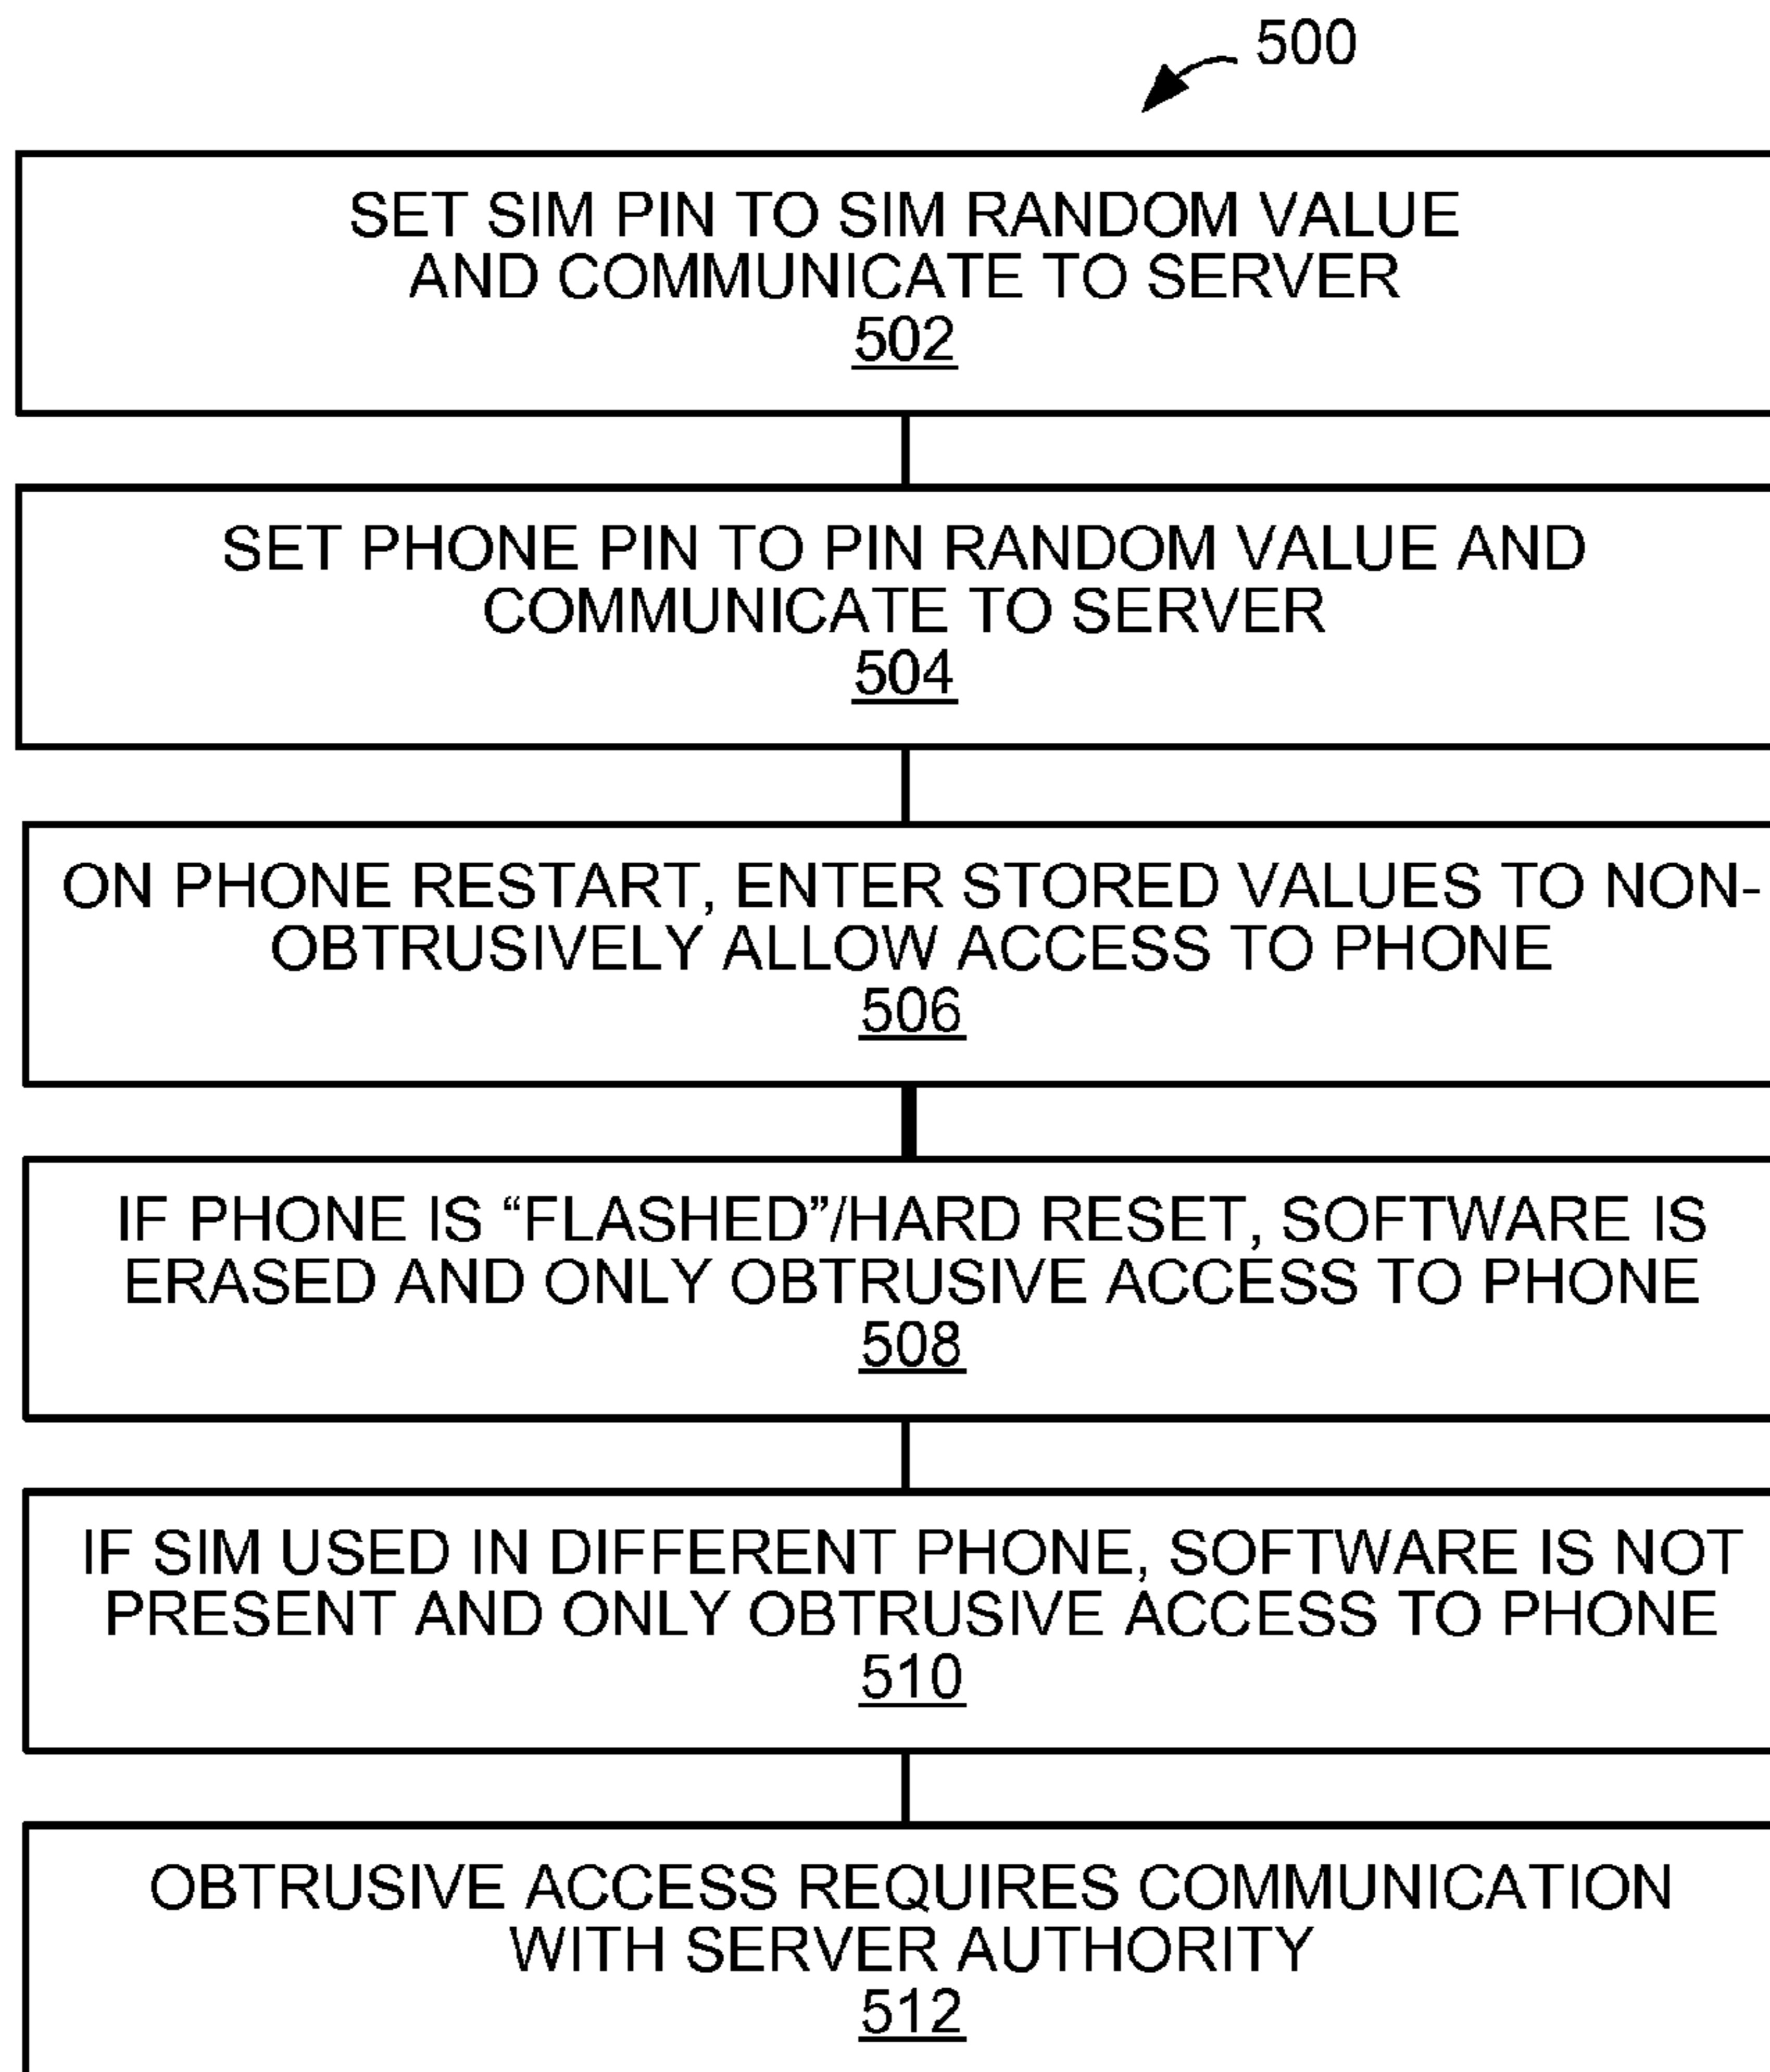 500
SET SIM PIN TO SIM RANDOM VALUE
AND COMMUNICATE TO SERVER
502
SET PHONE PIN TO PIN RANDOM VALUE AND
COMMUNICATE TO SERVER
504
ON PHONE RESTART, ENTER STORED VALUES TO NON-
OBTRUSIVELY ALLOW ACCESS TO PHONE
506
IF PHONE IS “FLASHED”/HARD RESET, SOFTWARE IS
ERASED AND ONLY OBTRUSIVE ACCESS TO PHONE
508
IF SIM USED IN DIFFERENT PHONE, SOFTWARE IS NOT
PRESENT AND ONLY OBTRUSIVE ACCESS TO PHONE
510
OBTRUSIVE ACCESS REQUIRES COMMUNICATION
WITH SERVER AUTHORITY
512